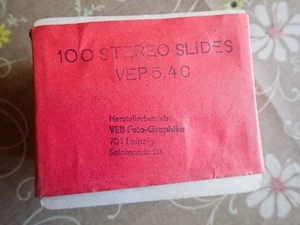 100 STEREO SLIDES
VEP 5.40
Herstellerbetrieb:
VEB Foto-Graphika
701 Leipzig
Salomonstr. 20